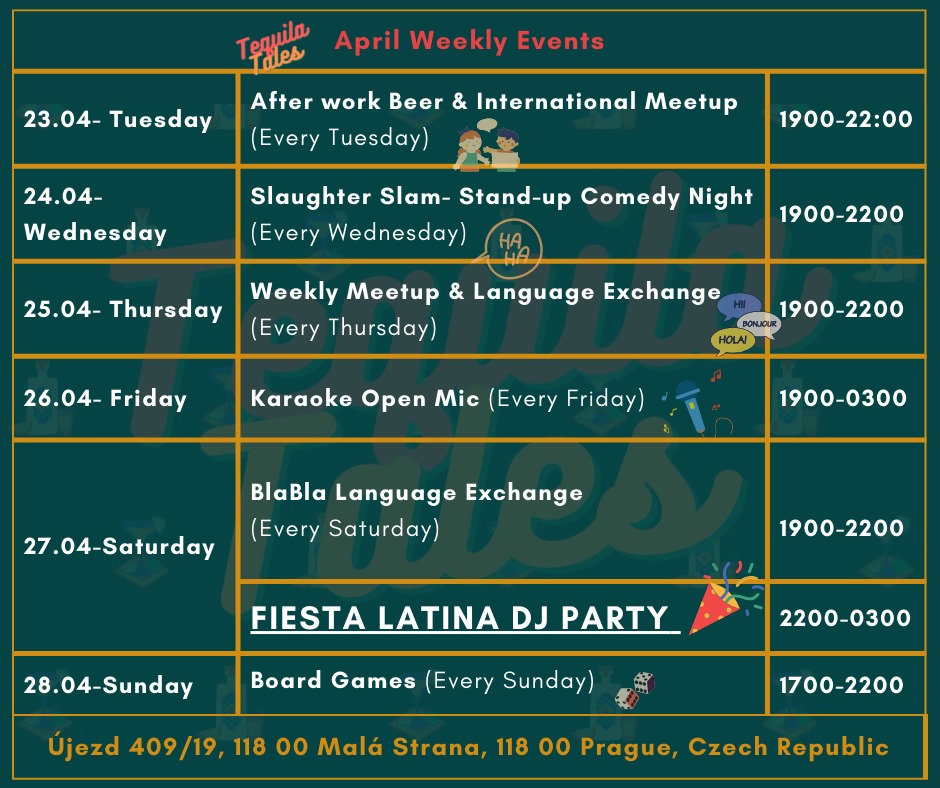 Tequila
Tales
April Weekly Events
23.04- Tuesday
After work Beer & International Meetup
(Every Tuesday)
1900-22:00
24.04-
Wednesday
Slaughter Slam- Stand-up Comedy Night
(Every Wednesday)
HA
HA
1900-2200
25.04- Thursday
Weekly Meetup & Language Exchange
(Every Thursday)
HI!
BONJOUR
HOLA!
1900-2200
26.04- Friday
Karaoke Open Mic (Every Friday)
1900-0300
27.04-Saturday
BlaBla Language Exchange
(Every Saturday)
1900-2200
FIESTA LATINA DJ PARTY
2200-0300
28.04-Sunday
Board Games (Every Sunday)
1700-2200
Tequila
Tales
Újezd 409/19, 118 00 Malá Strana, 118 00 Prague, Czech Republic